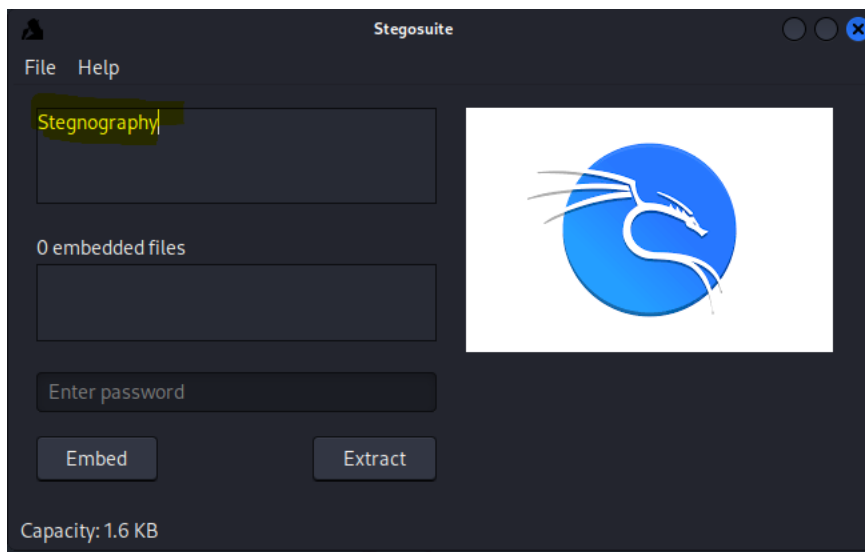 Stegosuite
File Help
Stegnography
0 embedded files
Enter password
Embed Extract
Capacity: 1.6 KB